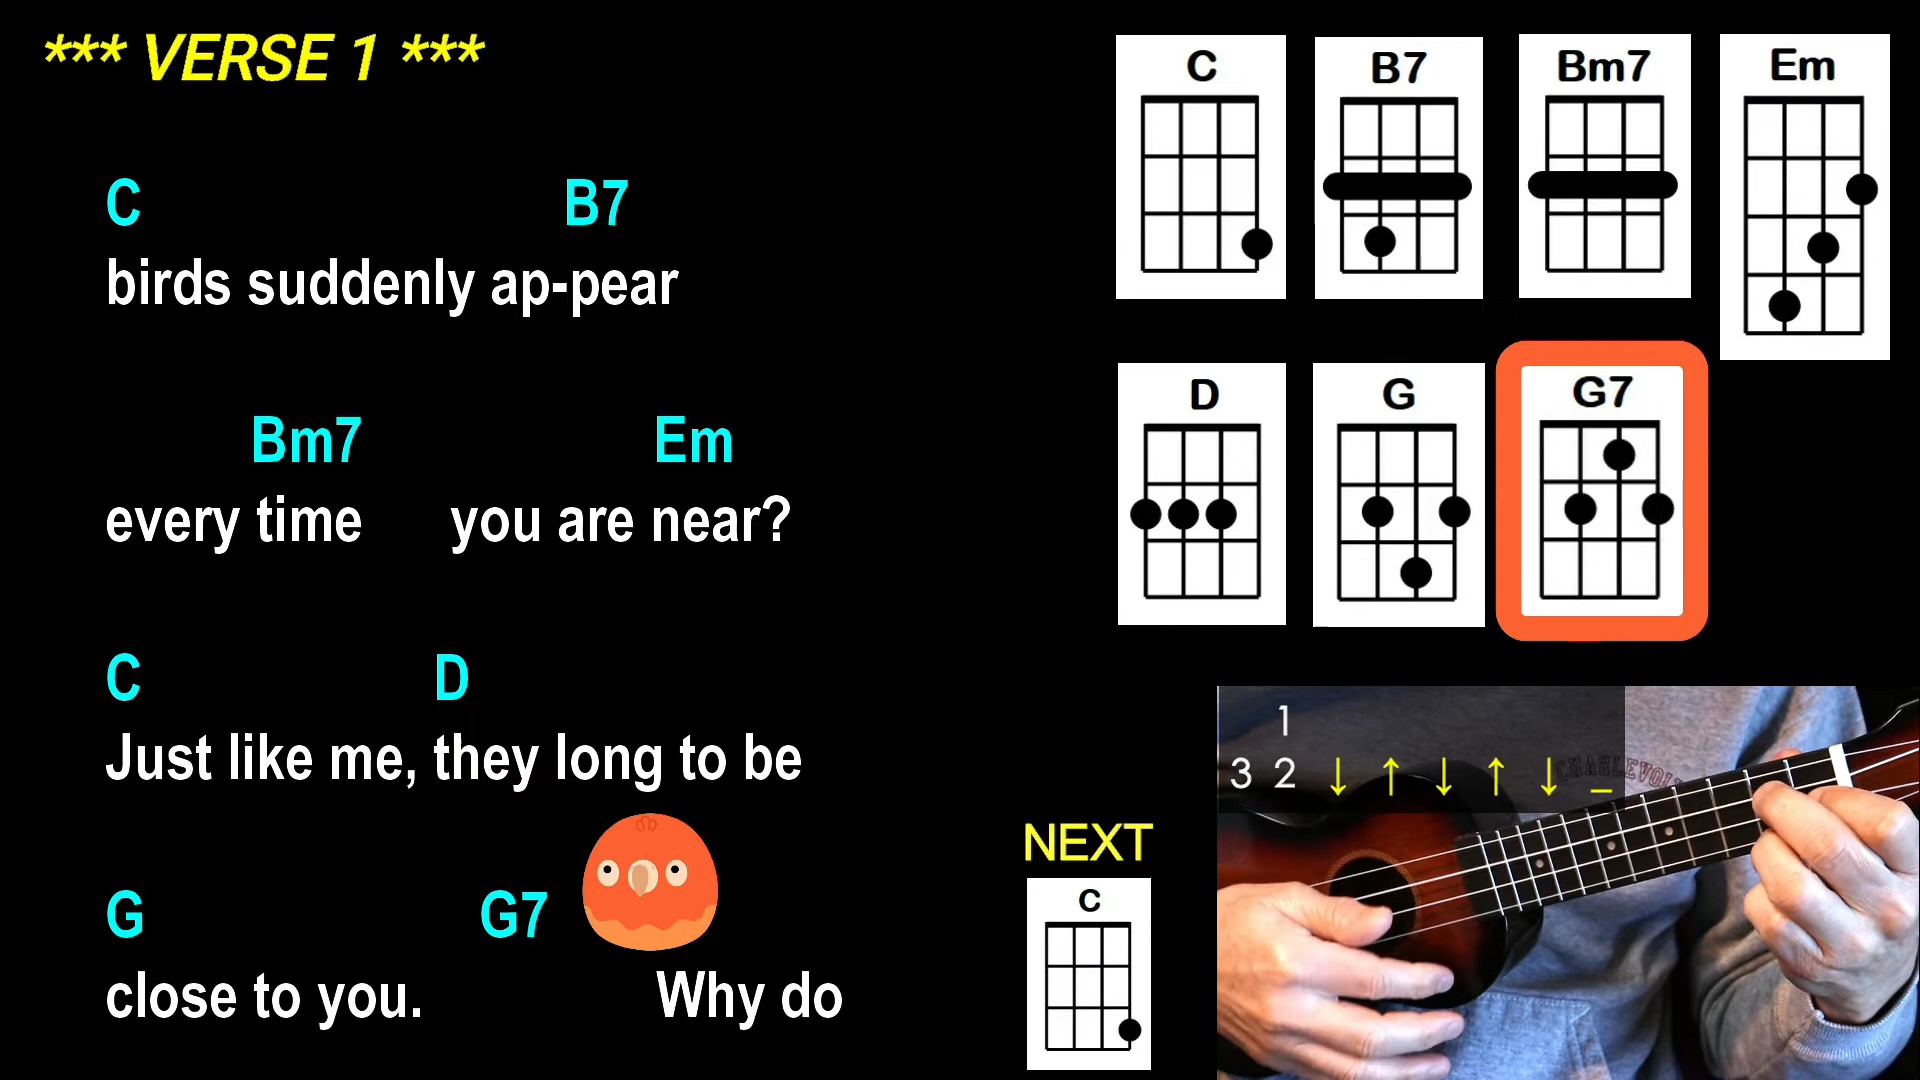 *** VERSE 1 ***
C B7
birds suddenly ap-pear
Bm7 Em
every time you are near?
C D
Just like me, they long to be
G G7
close to you. Why do
C B7 Bm7 Em
D G G7
NEXT
C
1
3 2 ↓ ↑ ↓ ↑ ↓ _